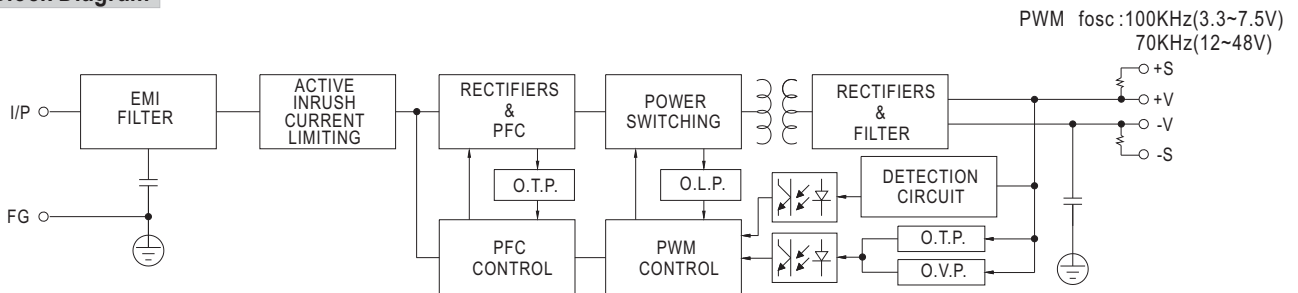 PWM fosc :100KHz(3.3~7.5V)
70KHz(12~48V)
I/P
EMI
FILTER
ACTIVE
INRUSH
CURRENT
LIMITING
RECTIFIERS
&
PFC
POWER
SWITCHING
RECTIFIERS
&
FILTER
+S
+V
-V
-S
O.T.P.
O.L.P.
DETECTION
CIRCUIT
FG
PFC
CONTROL
PWM
CONTROL
O.T.P.
O.V.P.